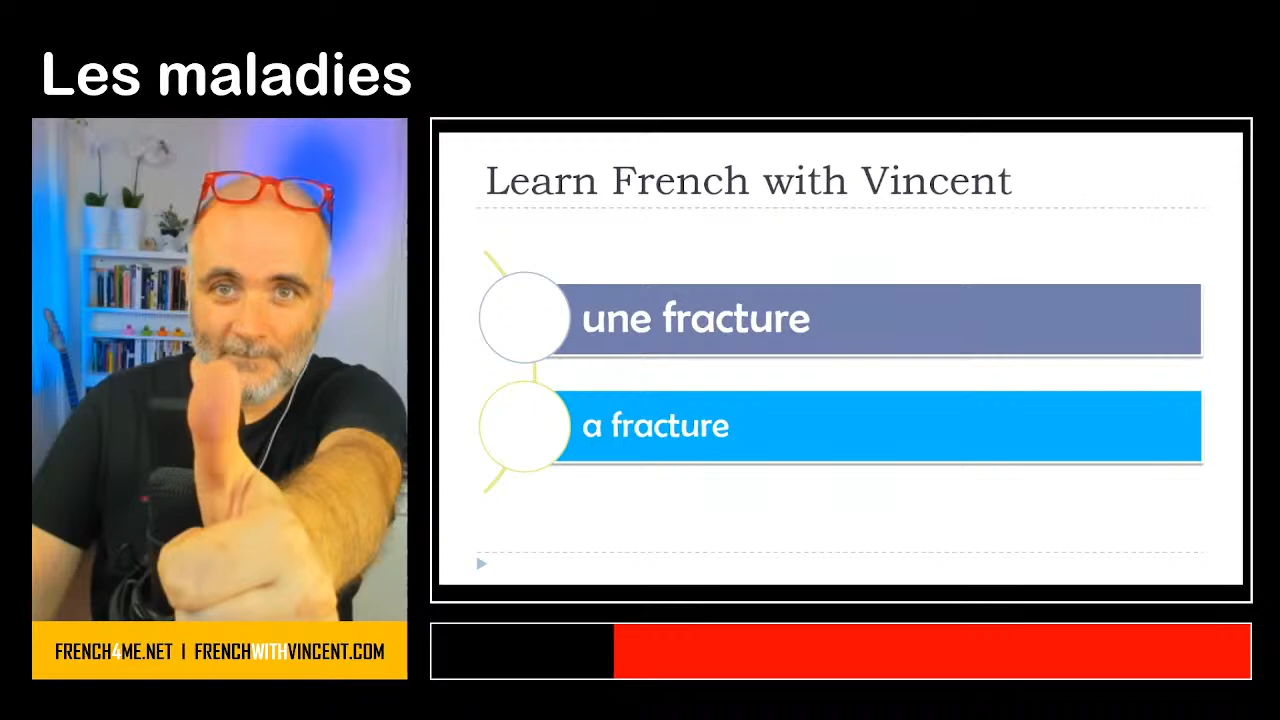 Les maladies
Learn French with Vincent
une fracture
a fracture
FRENCH4ME.NET | FRENCHWITHVINCENT.COM